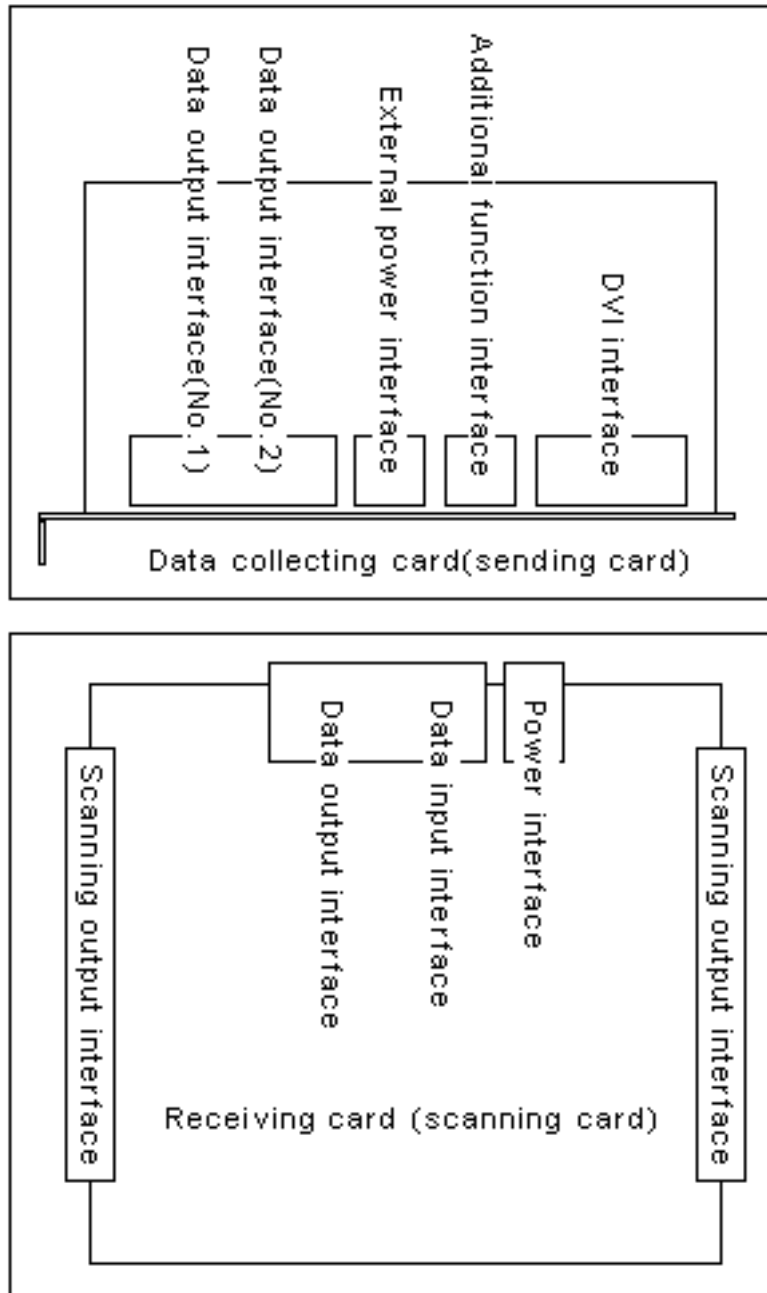 Data output interface(No.1)
Data output interface(No.2)
External power interface
Additional function interface
DVI interface
Data collecting card(sending card)
Scanning output interface
Data output interface
Data input interface
Power interface
Scanning output interface
Receiving card (scanning card)